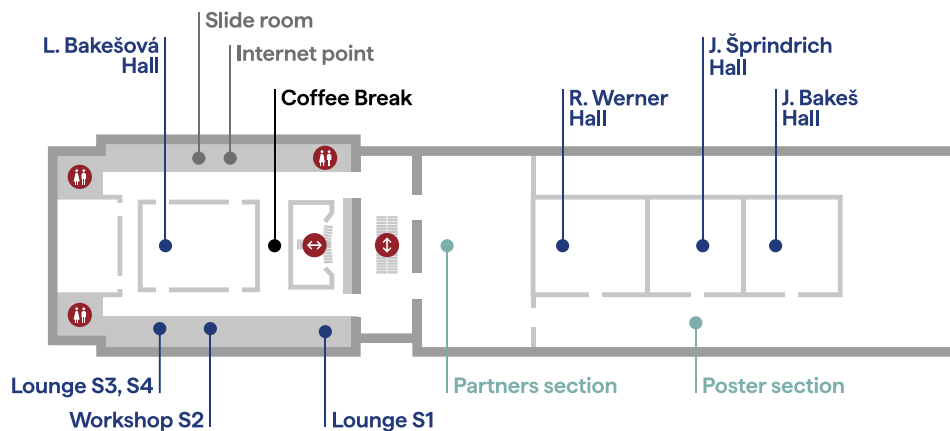 Slide room
L. Bakešová
Hall
Internet point
J. Šprindrich
Hall
Coffee Break
R. Werner
Hall
J. Bakeš
Hall
Lounge S3, S4
Partners section
Poster section
Workshop S2
Lounge S1